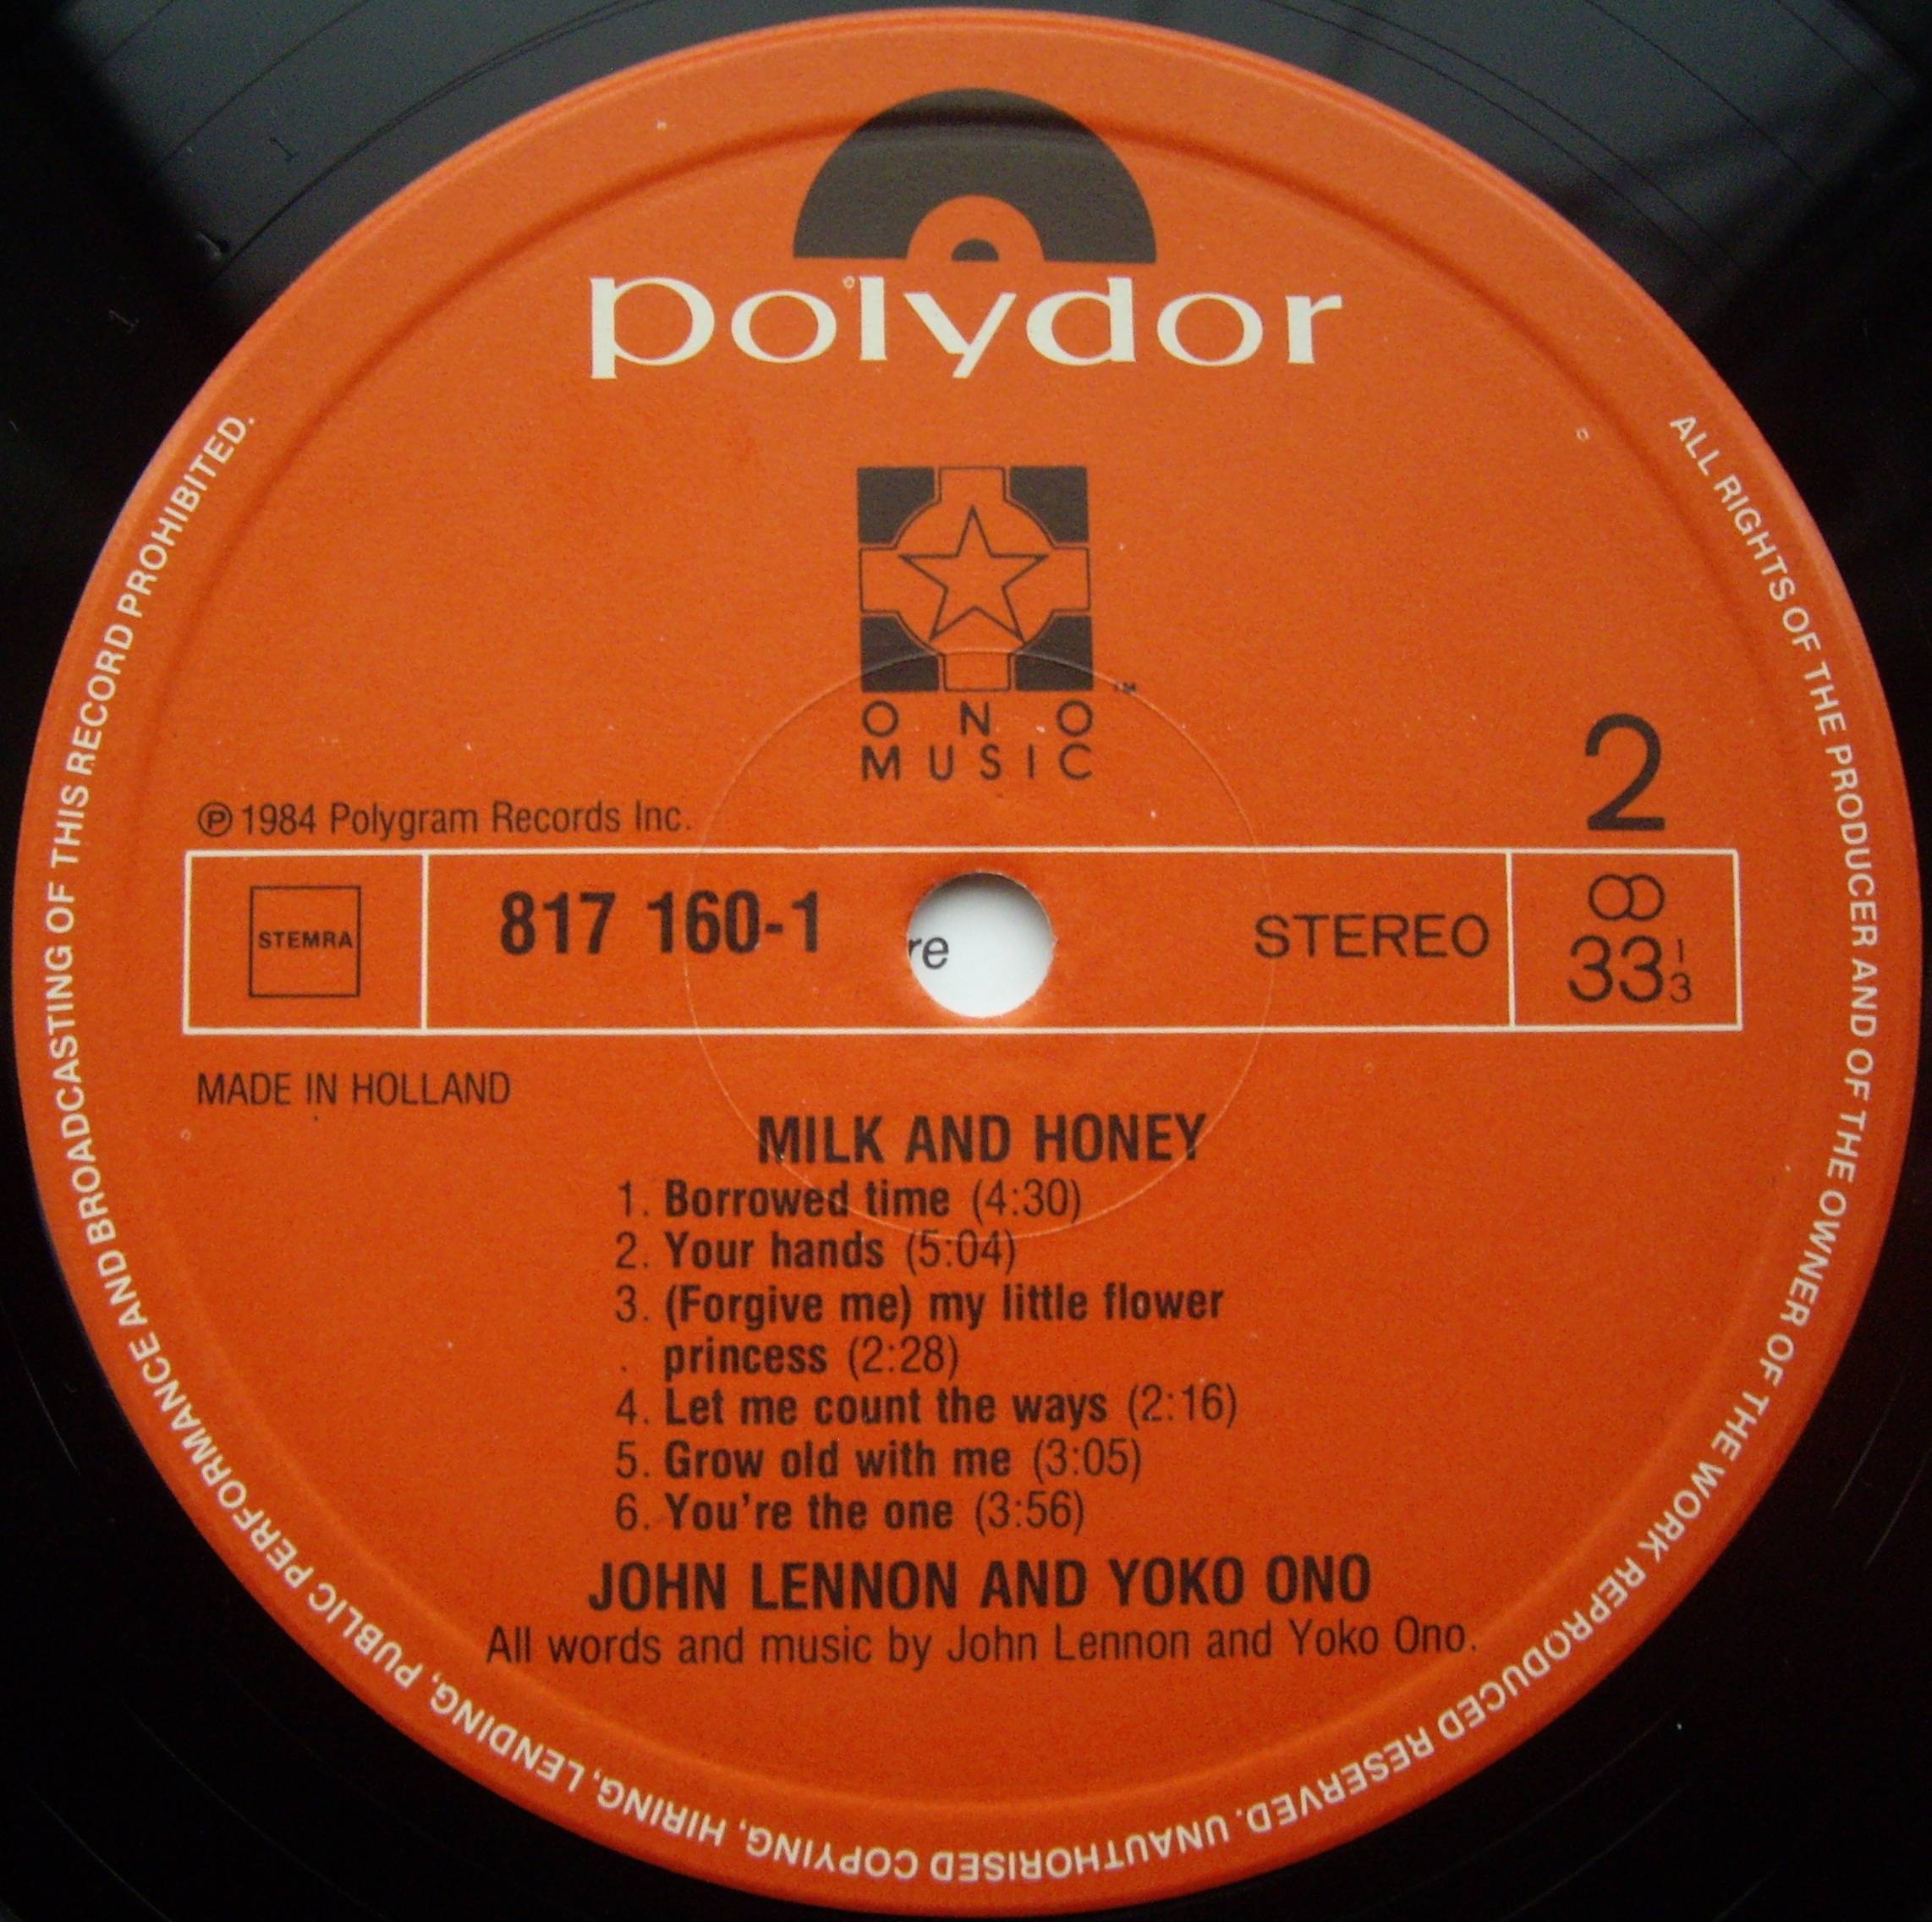 polydor
TM
O N O
MUSIC
2
℗ 1984 Polygram Records Inc.
STEMRA
817 160-1
re
STEREO
33 1/3
MADE IN HOLLAND
MILK AND HONEY
1. Borrowed time (4:30)
2. Your hands (5:04)
3. (Forgive me) my little flower
princess (2:28)
4. Let me count the ways (2:16)
5. Grow old with me (3:05)
6. You're the one (3:56)
JOHN LENNON AND YOKO ONO
All words and music by John Lennon and Yoko Ono.
ALL RIGHTS OF THE PRODUCER AND OF THE OWNER OF THE WORK REPRODUCED RESERVED. UNAUTHORISED COPYING, HIRING, LENDING, PUBLIC PERFORMANCE AND BROADCASTING OF THIS RECORD PROHIBITED.